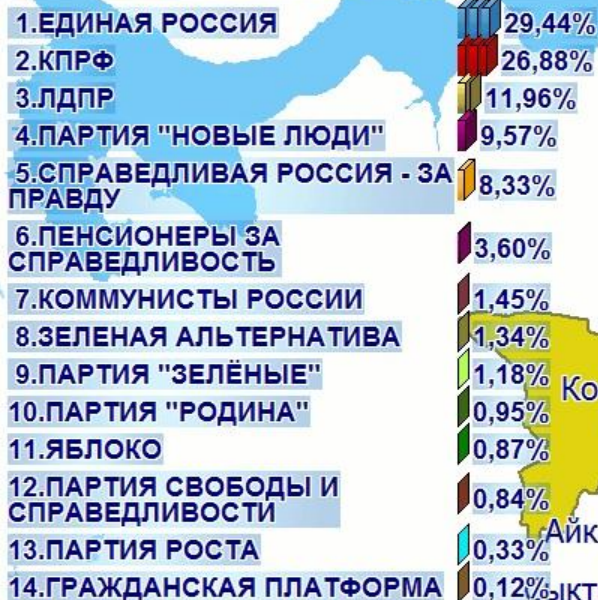 1.ЕДИНАЯ РОССИЯ 29,44%
2.КПРФ 26,88%
3.ЛДПР 11,96%
4.ПАРТИЯ "НОВЫЕ ЛЮДИ" 9,57%
5.СПРАВЕДЛИВАЯ РОССИЯ - ЗА
ПРАВДУ 8,33%
6.ПЕНСИОНЕРЫ ЗА
СПРАВЕДЛИВОСТЬ 3,60%
7.КОММУНИСТЫ РОССИИ 1,45%
8.ЗЕЛЕНАЯ АЛЬТЕРНАТИВА 1,34%
9.ПАРТИЯ "ЗЕЛЁНЫЕ" 1,18%
Ко
10.ПАРТИЯ "РОДИНА" 0,95%
11.ЯБЛОКО 0,87%
12.ПАРТИЯ СВОБОДЫ И
СПРАВЕДЛИВОСТИ 0,84%
Айк
13.ПАРТИЯ РОСТА 0,33%
14.ГРАЖДАНСКАЯ ПЛАТФОРМА 0,12%